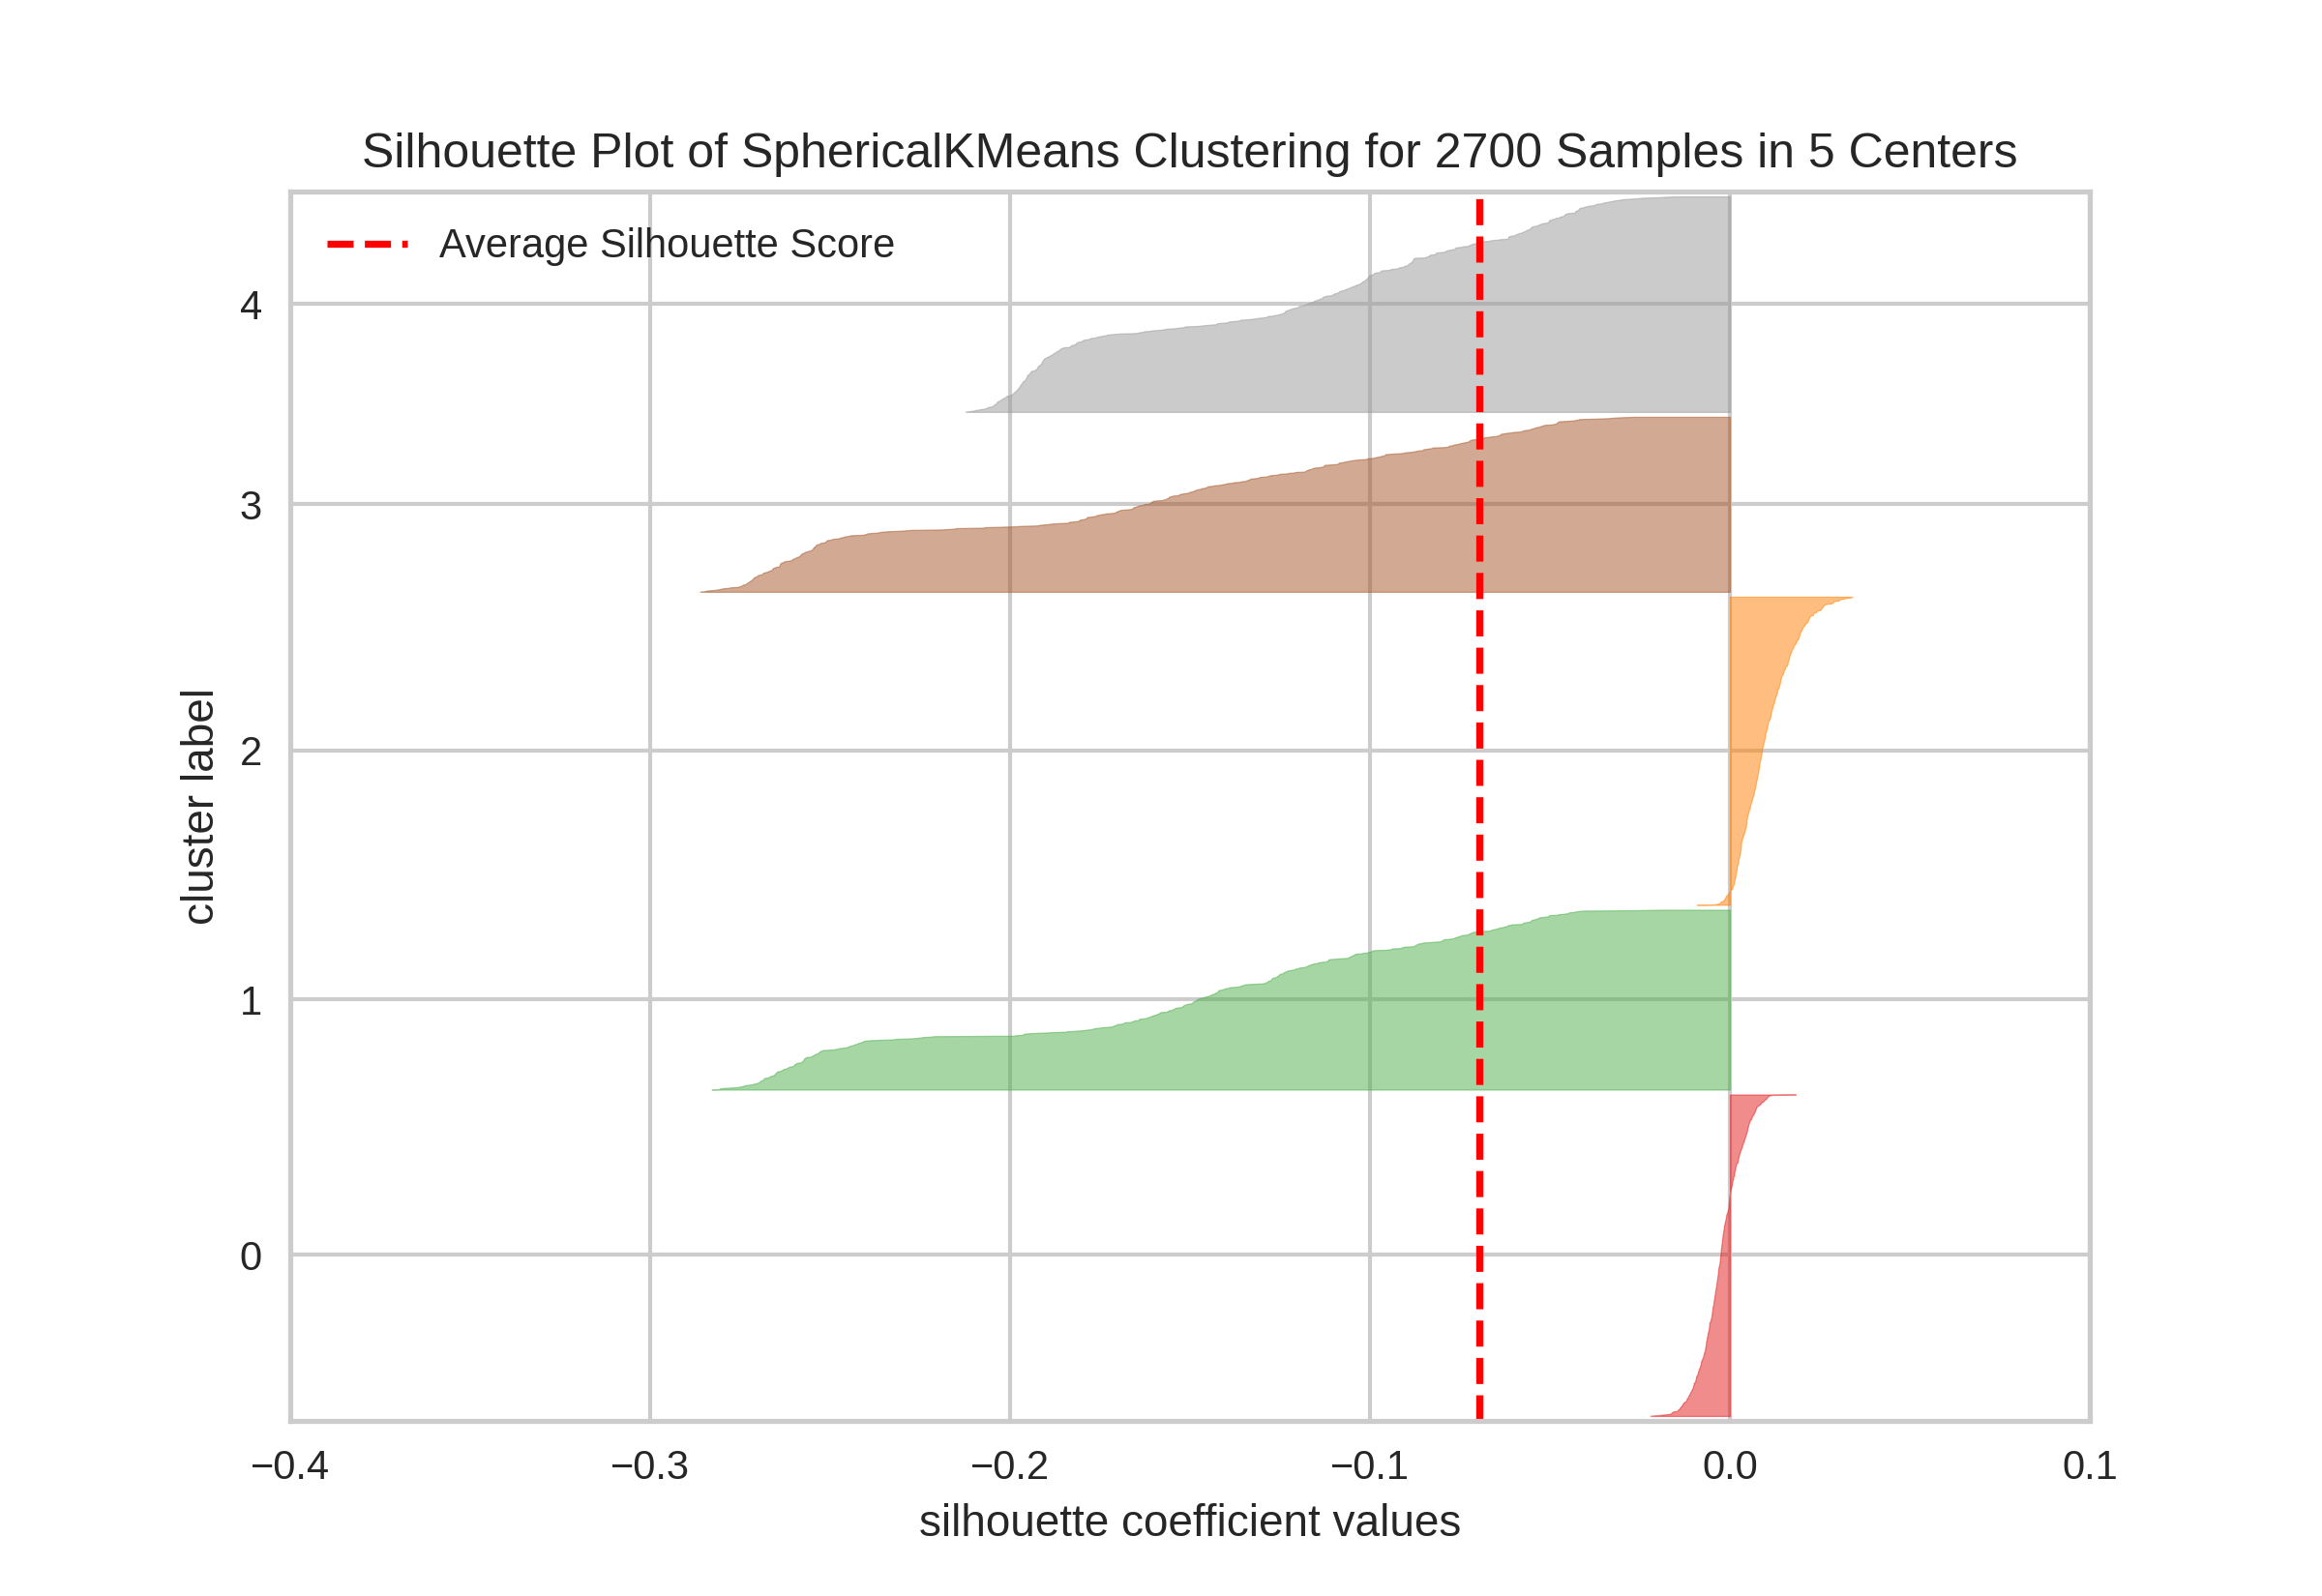 Silhouette Plot of SphericalKMeans Clustering for 2700 Samples in 5 Centers
Average Silhouette Score
4
3
2
1
0
cluster label
−0.4 −0.3 −0.2 −0.1 0.0 0.1
silhouette coefficient values